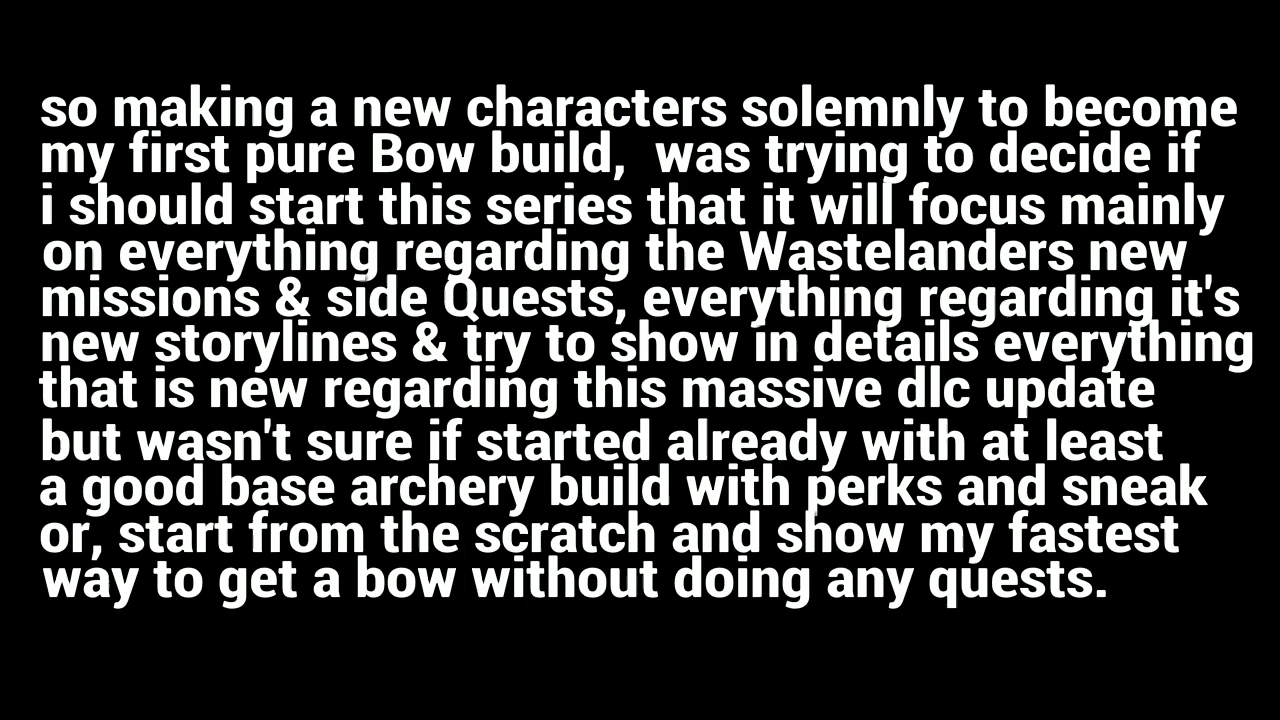 so making a new characters solemnly to become
my first pure Bow build, was trying to decide if
i should start this series that it will focus mainly
on everything regarding the Wastelanders new
missions & side Quests, everything regarding it's
new storylines & try to show in details everything
that is new regarding this massive dlc update
but wasn't sure if started already with at least
a good base archery build with perks and sneak
or, start from the scratch and show my fastest
way to get a bow without doing any quests.